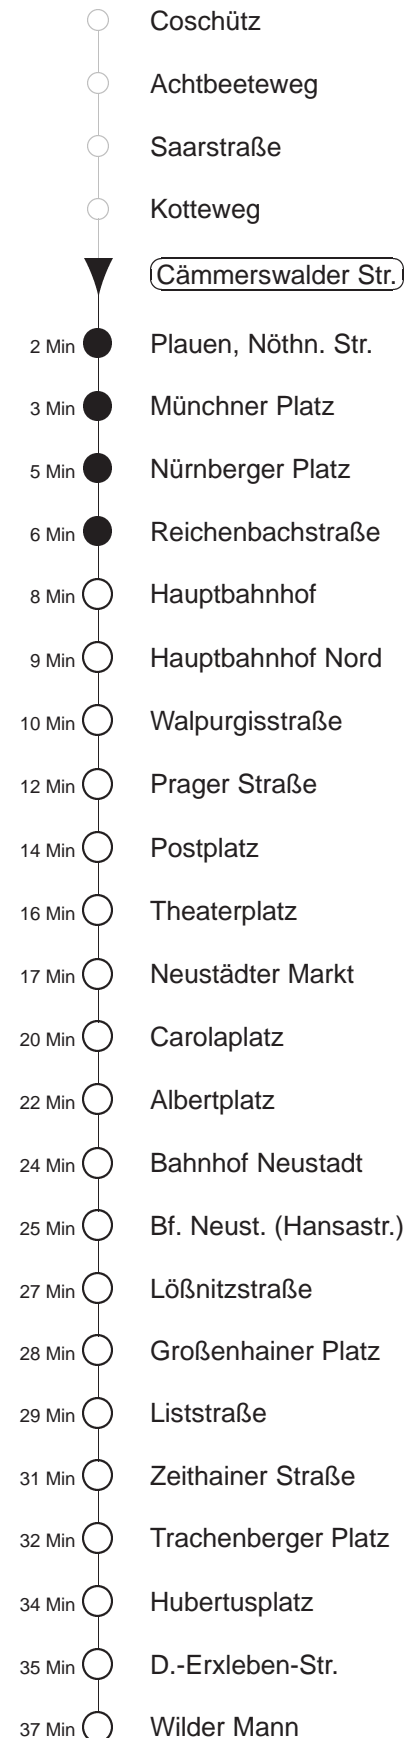 Coschütz
Achtbeeteweg
Saarstraße
Kotteweg
Cämmerswalder Str.
2 Min Plauen, Nöthn. Str.
3 Min Münchner Platz
5 Min Nürnberger Platz
6 Min Reichenbachstraße
8 Min Hauptbahnhof
9 Min Hauptbahnhof Nord
10 Min Walpurgisstraße
12 Min Prager Straße
14 Min Postplatz
16 Min Theaterplatz
17 Min Neustädter Markt
20 Min Carolaplatz
22 Min Albertplatz
24 Min Bahnhof Neustadt
25 Min Bf. Neust. (Hansastr.)
27 Min Lößnitzstraße
28 Min Großenhainer Platz
29 Min Liststraße
31 Min Zeithainer Straße
32 Min Trachenberger Platz
34 Min Hubertusplatz
35 Min D.-Erxleben-Str.
37 Min Wilder Mann